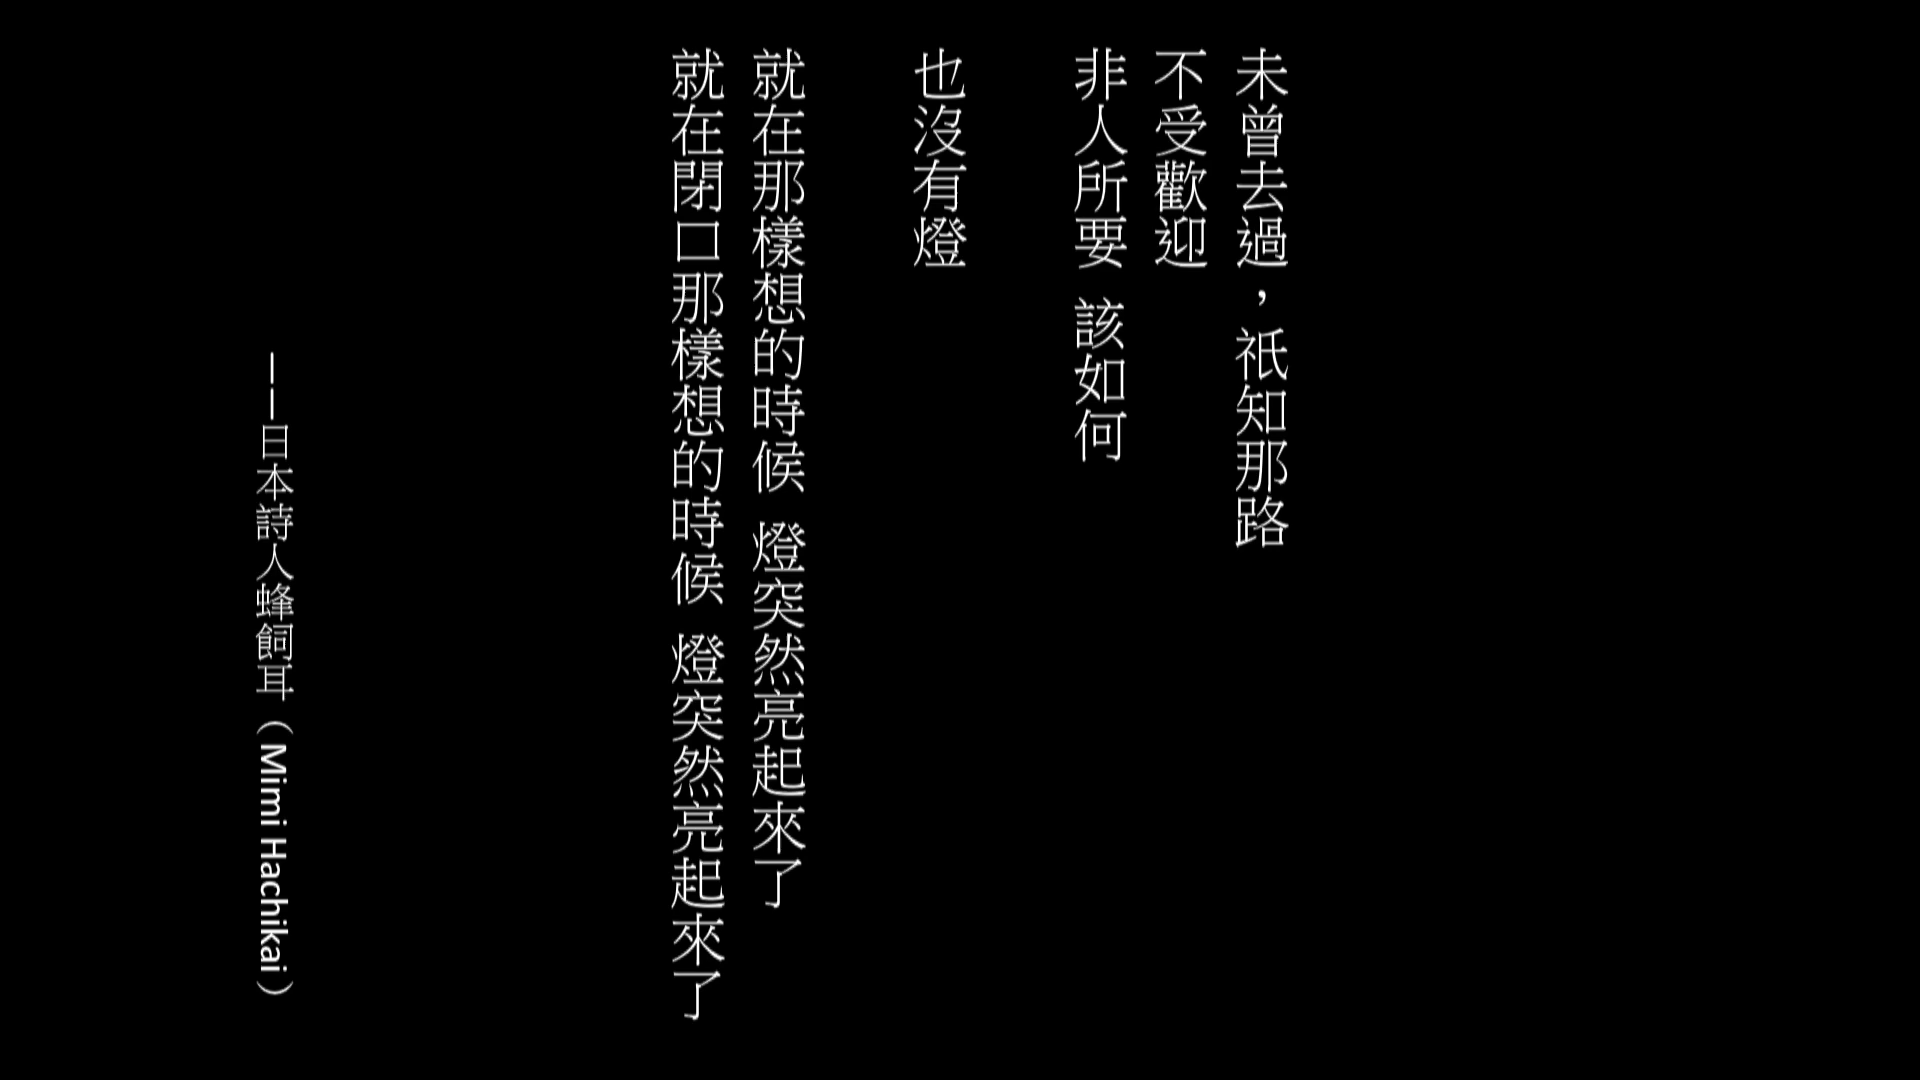 未曾去過，祇知那路
不受歡迎
非人所要 該如何
也沒有燈
就在那樣想的時候 燈突然亮起來了
就在閉口那樣想的時候 燈突然亮起來了
——日本詩人蜂飼耳（Mimi Hachikai）